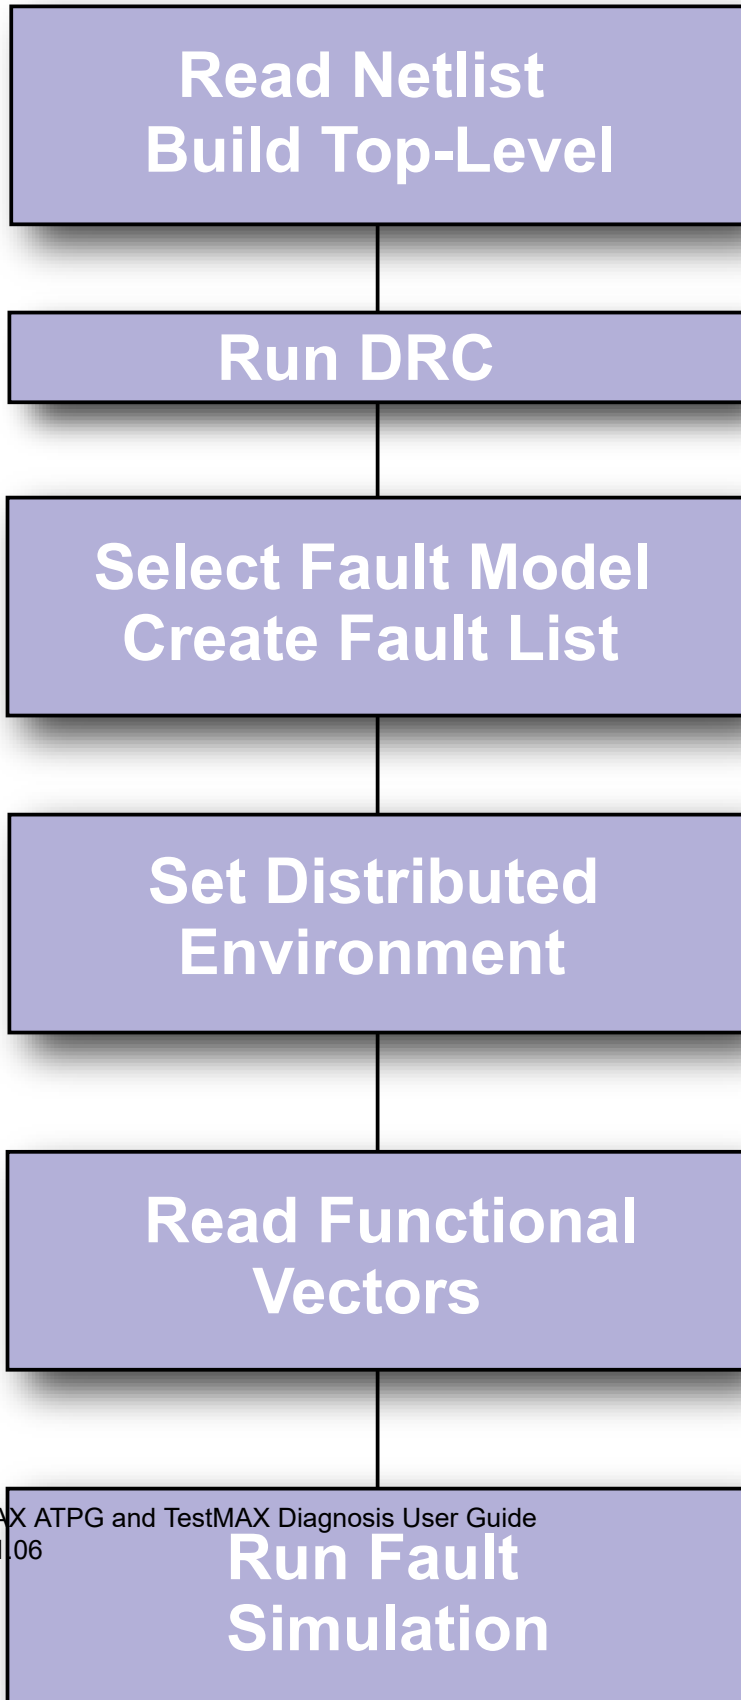 Read Netlist
Build Top-Level
Run DRC
Select Fault Model
Create Fault List
Set Distributed
Environment
Read Functional
Vectors
AX ATPG and TestMAX Diagnosis User Guide
.06
Run Fault
Simulation